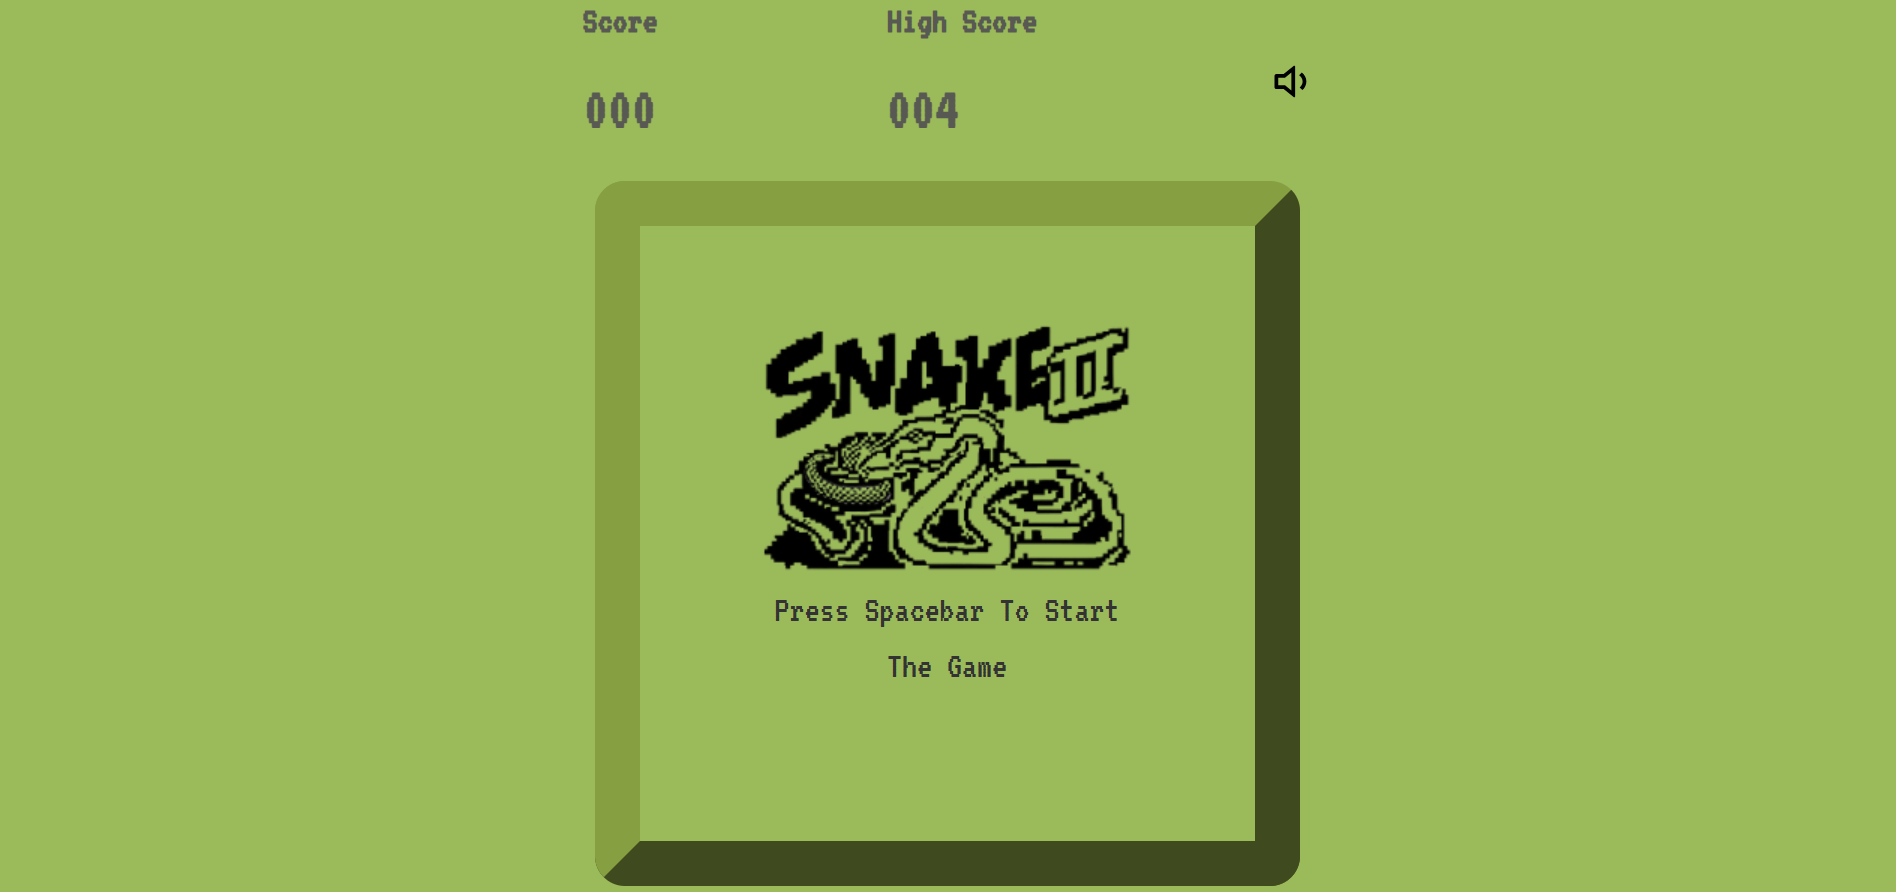 Score High Score
000 004
SNAKE II
Press Spacebar To Start
The Game